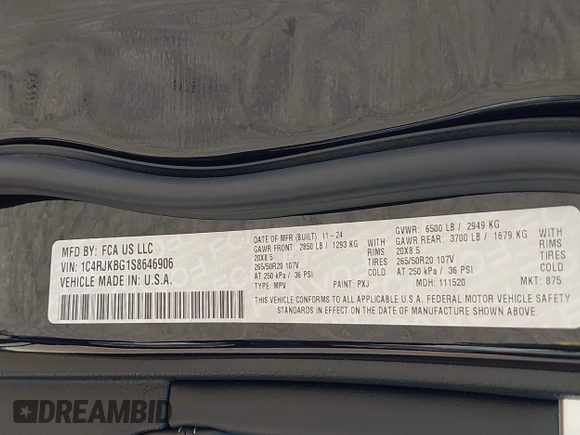 MFD BY: FCA US LLC
VIN: 1C4RJKBG1S8646906
VEHICLE MADE IN: U.S.A.
DATE OF MFR (BUILT): 11-24
GAWR FRONT: 2850 LB / 1293 KG WITH
20X8.5 RIMS
265/50R20 107V TIRES
AT 250 kPa / 36 PSI
TYPE: MPV PAINT: PXJ
GVWR: 6500 LB / 2949 KG
GAWR REAR: 3700 LB / 1679 KG WITH
20X8.5 RIMS
265/50R20 107V TIRES
AT 250 kPa / 36 PSI
MDH: 111520 MKT: 875
THIS VEHICLE CONFORMS TO ALL APPLICABLE U.S.A. FEDERAL MOTOR VEHICLE SAFETY
STANDARDS IN EFFECT ON THE DATE OF MANUFACTURE SHOWN ABOVE.
DREAMBID